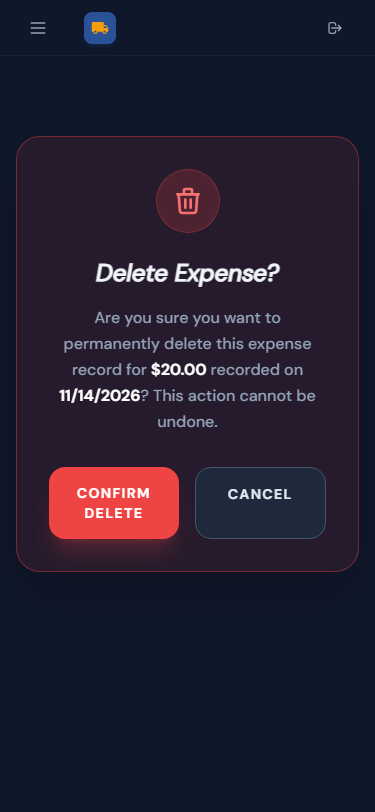 Delete Expense?
Are you sure you want to
permanently delete this expense
record for $20.00 recorded on
11/14/2026? This action cannot be
undone.
CONFIRM
DELETE
CANCEL